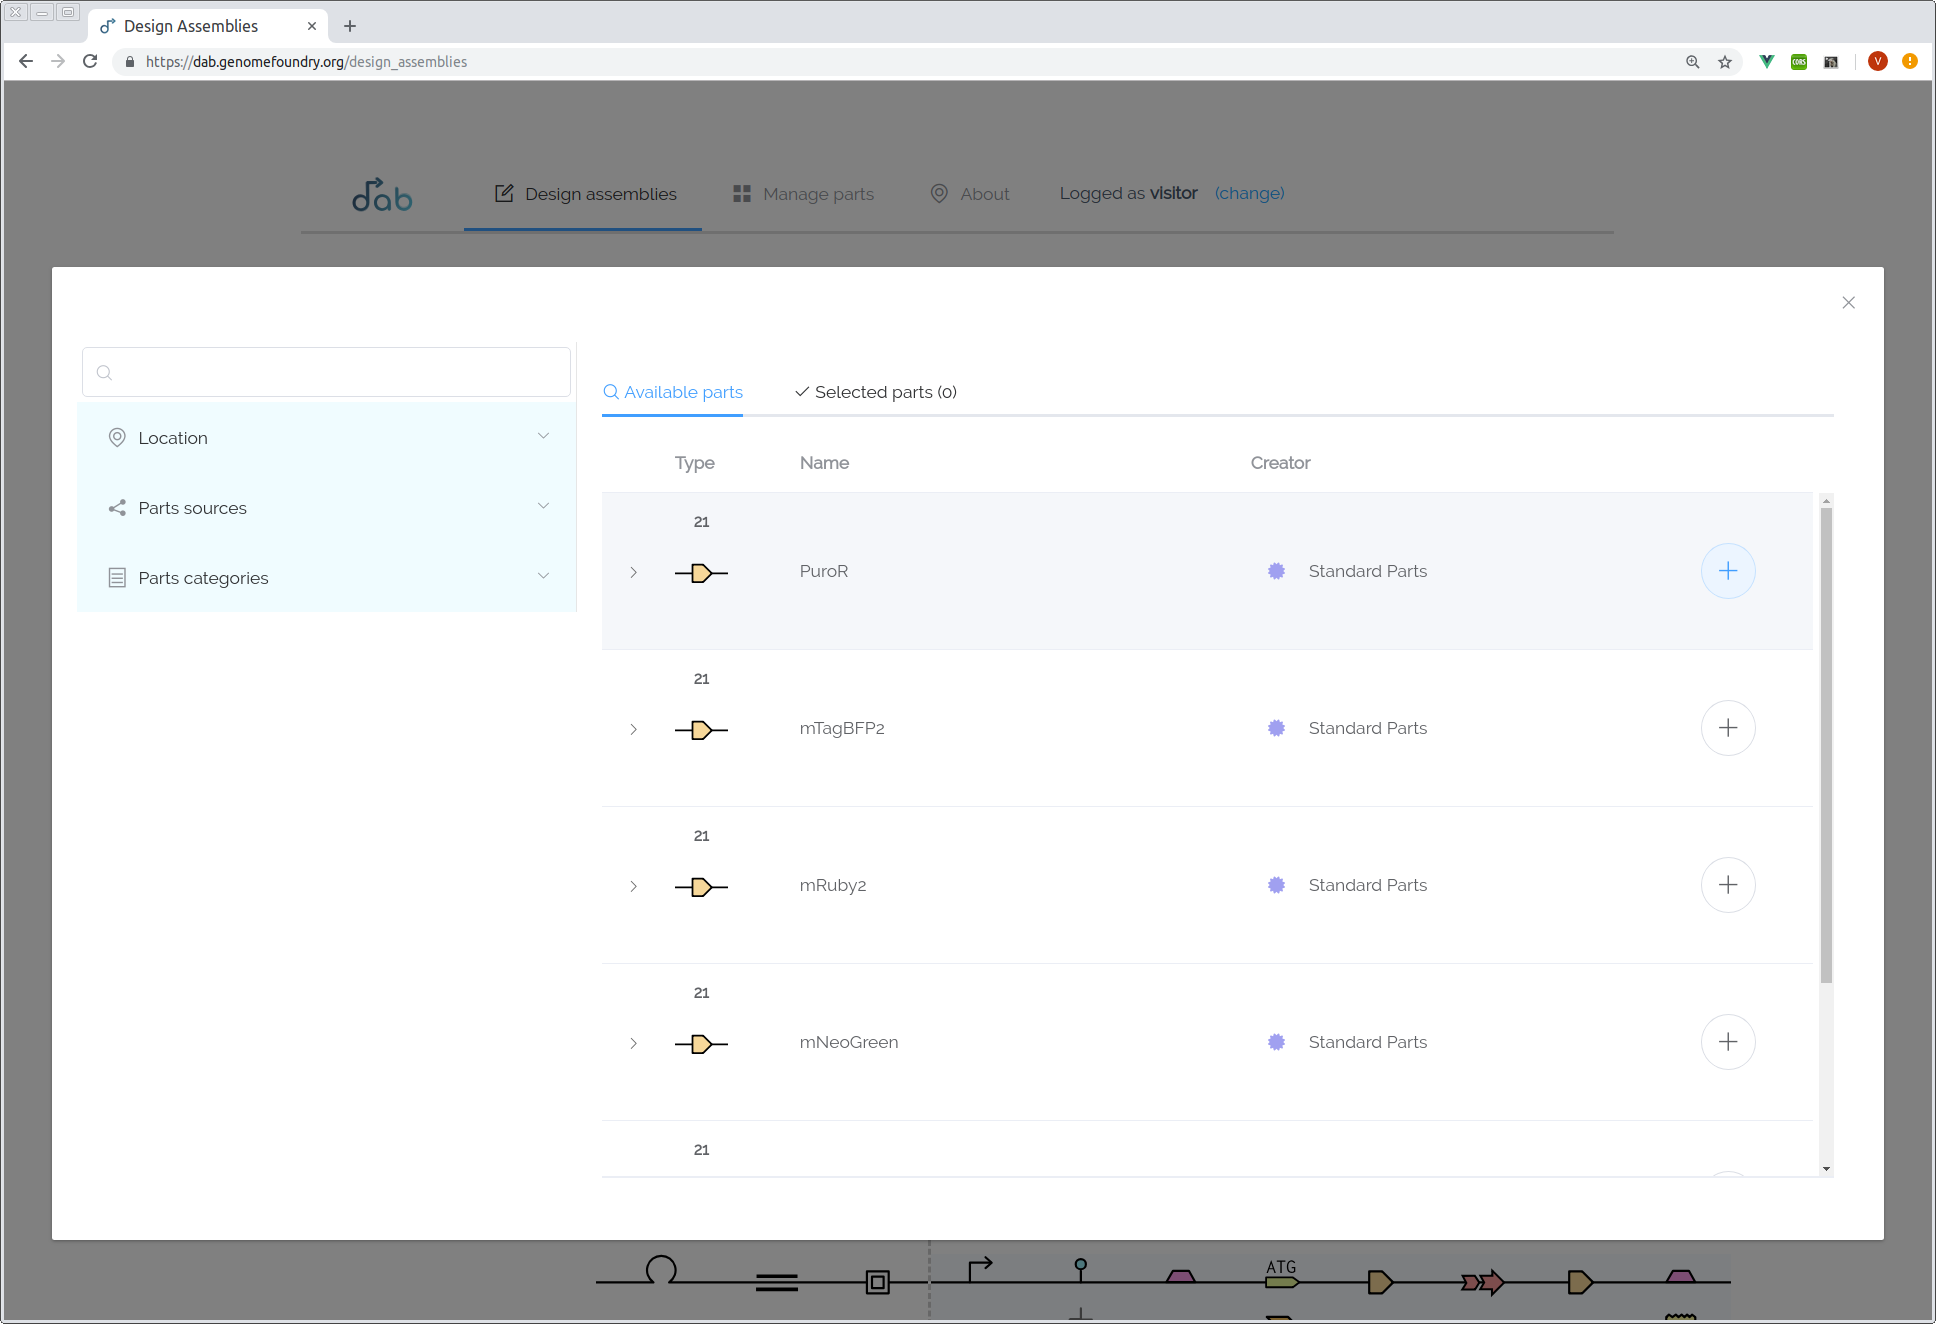 Design Assemblies
https://dab.genomefoundry.org/design_assemblies
CORS
V
dab
Design assemblies
Manage parts
About
Logged as visitor (change)
Available parts
Selected parts (0)
Location
Parts sources
Parts categories
Type Name Creator
21
PuroR Standard Parts
21
mTagBFP2 Standard Parts
21
mRuby2 Standard Parts
21
mNeoGreen Standard Parts
21
ATG